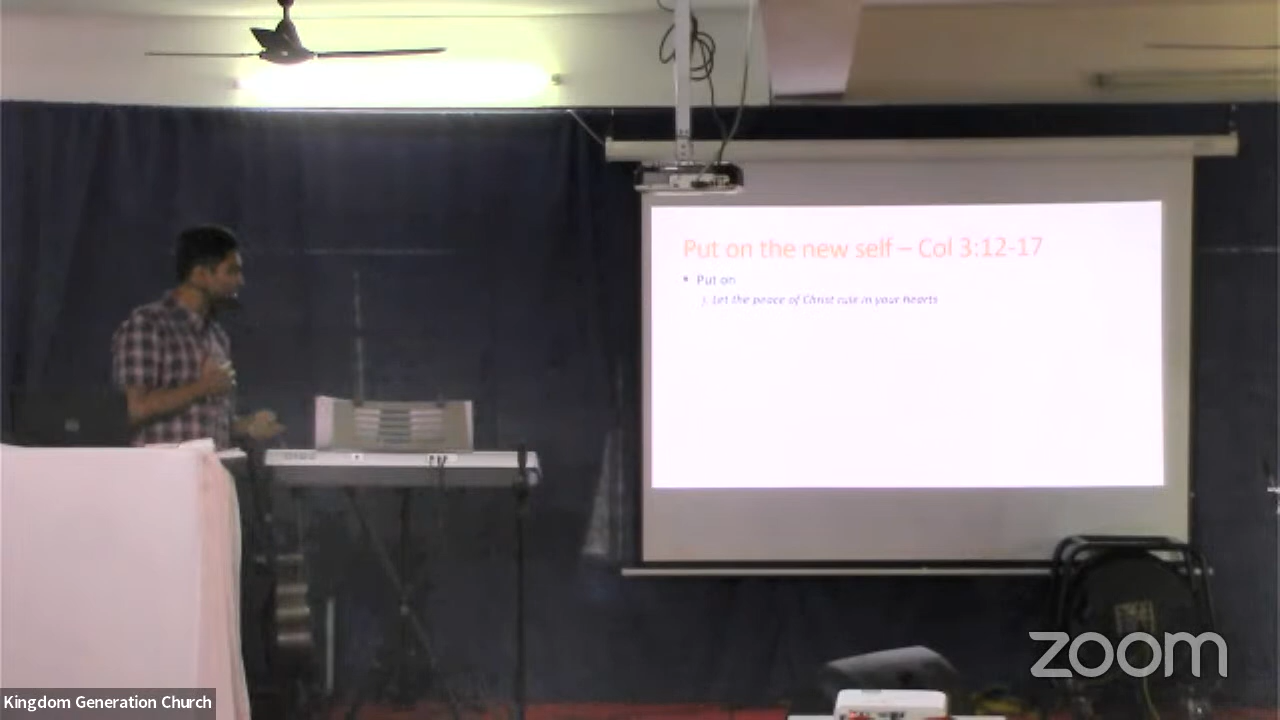 Put on the new self – Col 3:12-17
• Put on
Let the peace of Christ rule in your hearts
zoom
Kingdom Generation Church